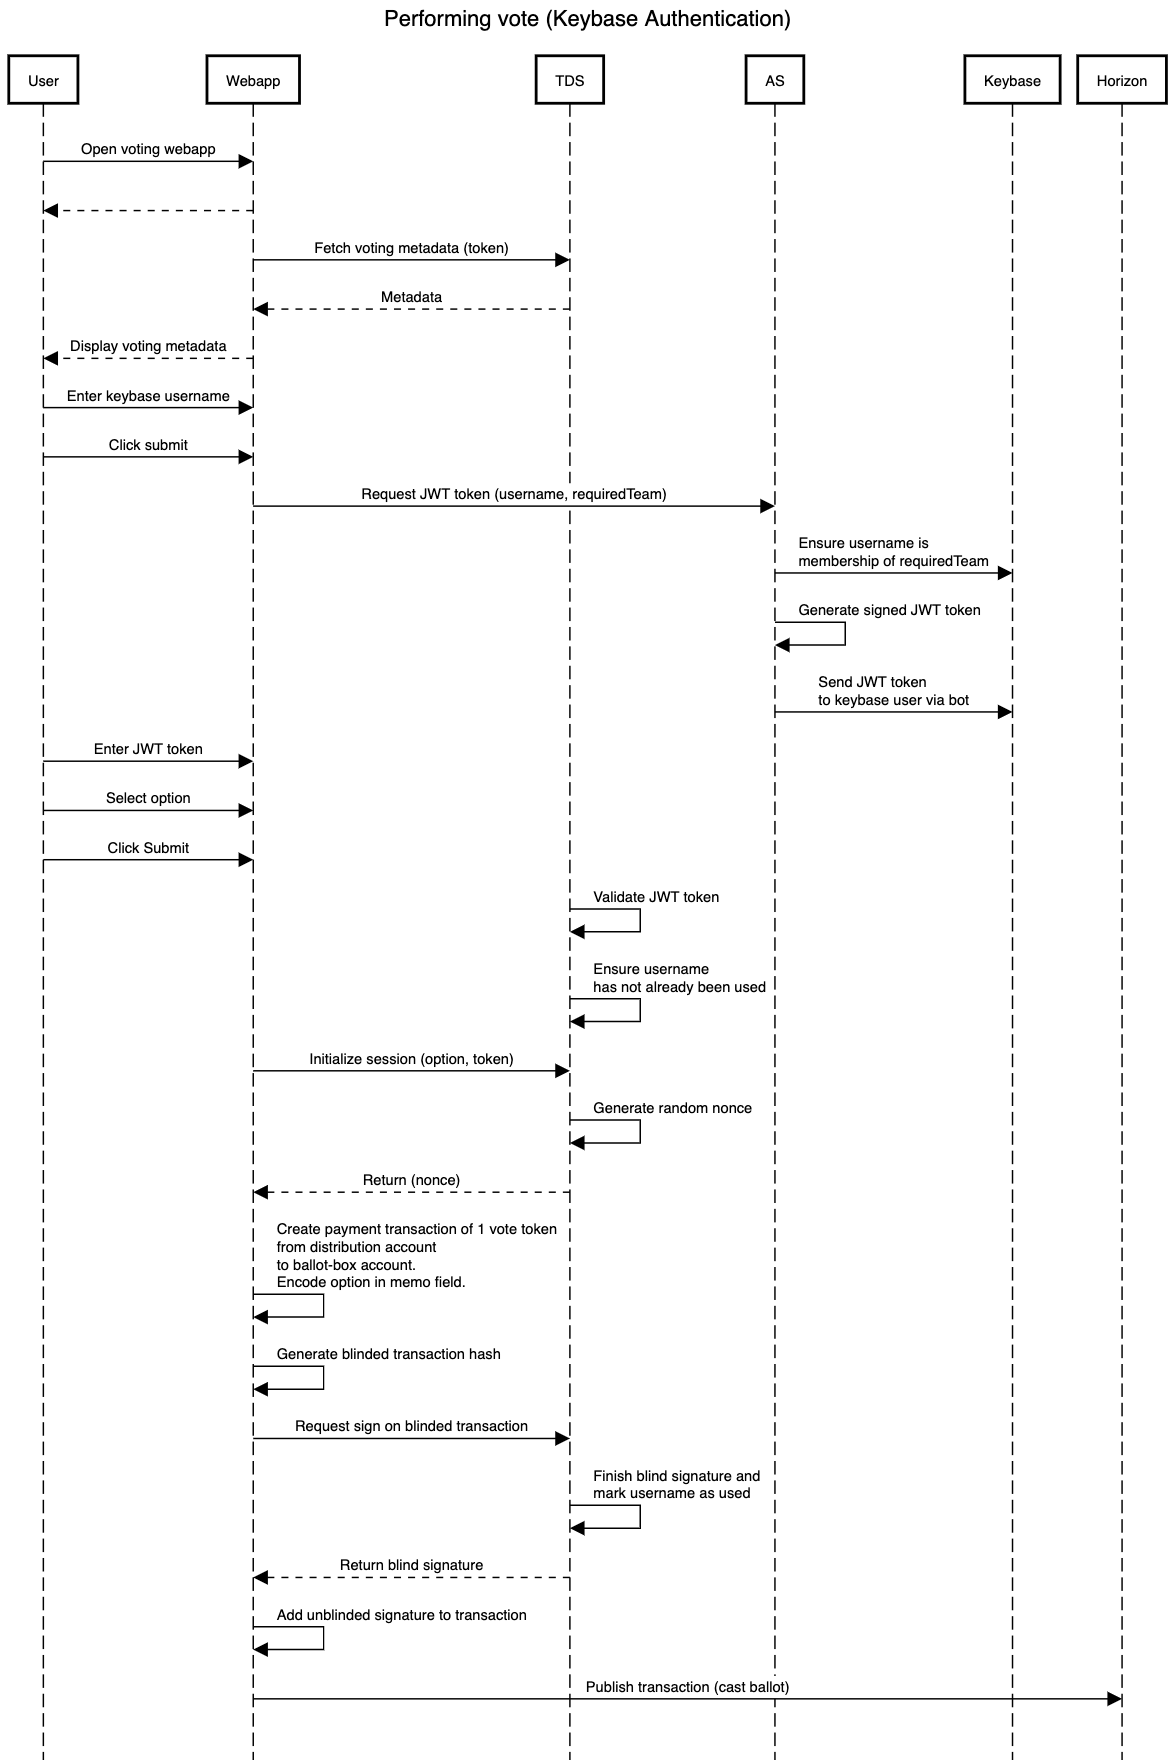 Performing vote (Keybase Authentication)
User
Webapp
TDS
AS
Keybase
Horizon
Open voting webapp
Fetch voting metadata (token)
Metadata
Display voting metadata
Enter keybase username
Click submit
Request JWT token (username, requiredTeam)
Ensure username is
membership of requiredTeam
Generate signed JWT token
Send JWT token
to keybase user via bot
Enter JWT token
Select option
Click Submit
Validate JWT token
Ensure username
has not already been used
Initialize session (option, token)
Generate random nonce
Return (nonce)
Create payment transaction of 1 vote token
from distribution account
to ballot-box account.
Encode option in memo field.
Generate blinded transaction hash
Request sign on blinded transaction
Finish blind signature and
mark username as used
Return blind signature
Add unblinded signature to transaction
Publish transaction (cast ballot)